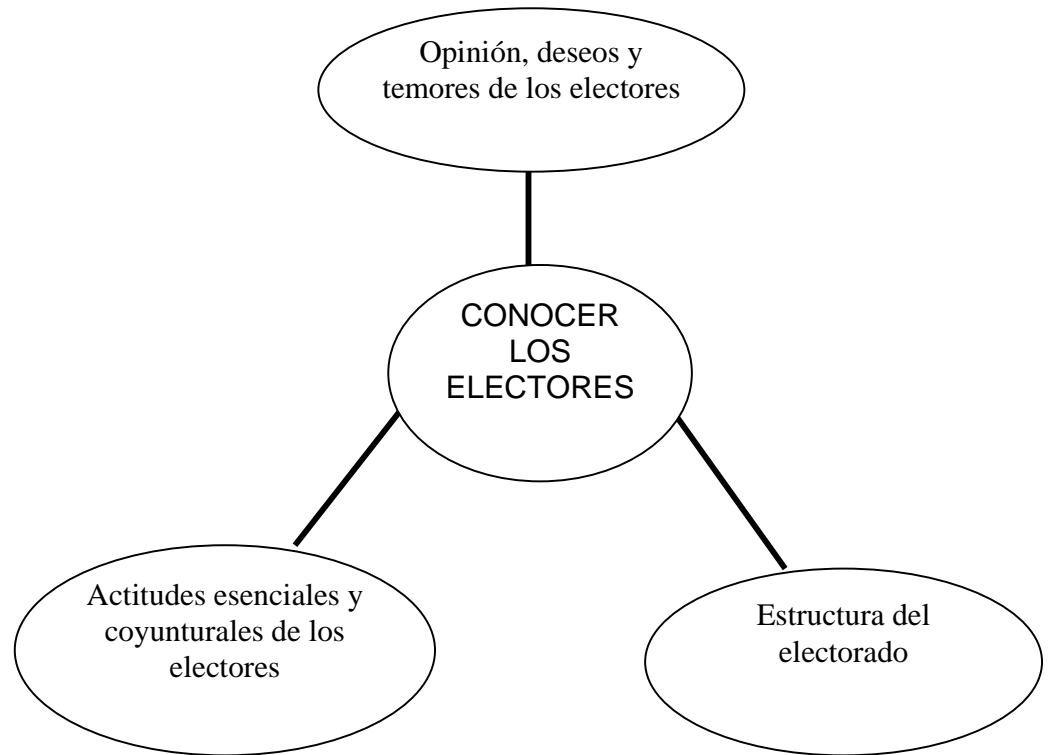 Opinión, deseos y
temores de los electores
CONOCER
LOS
ELECTORES
Actitudes esenciales y
coyunturales de los
electores
Estructura del
electorado